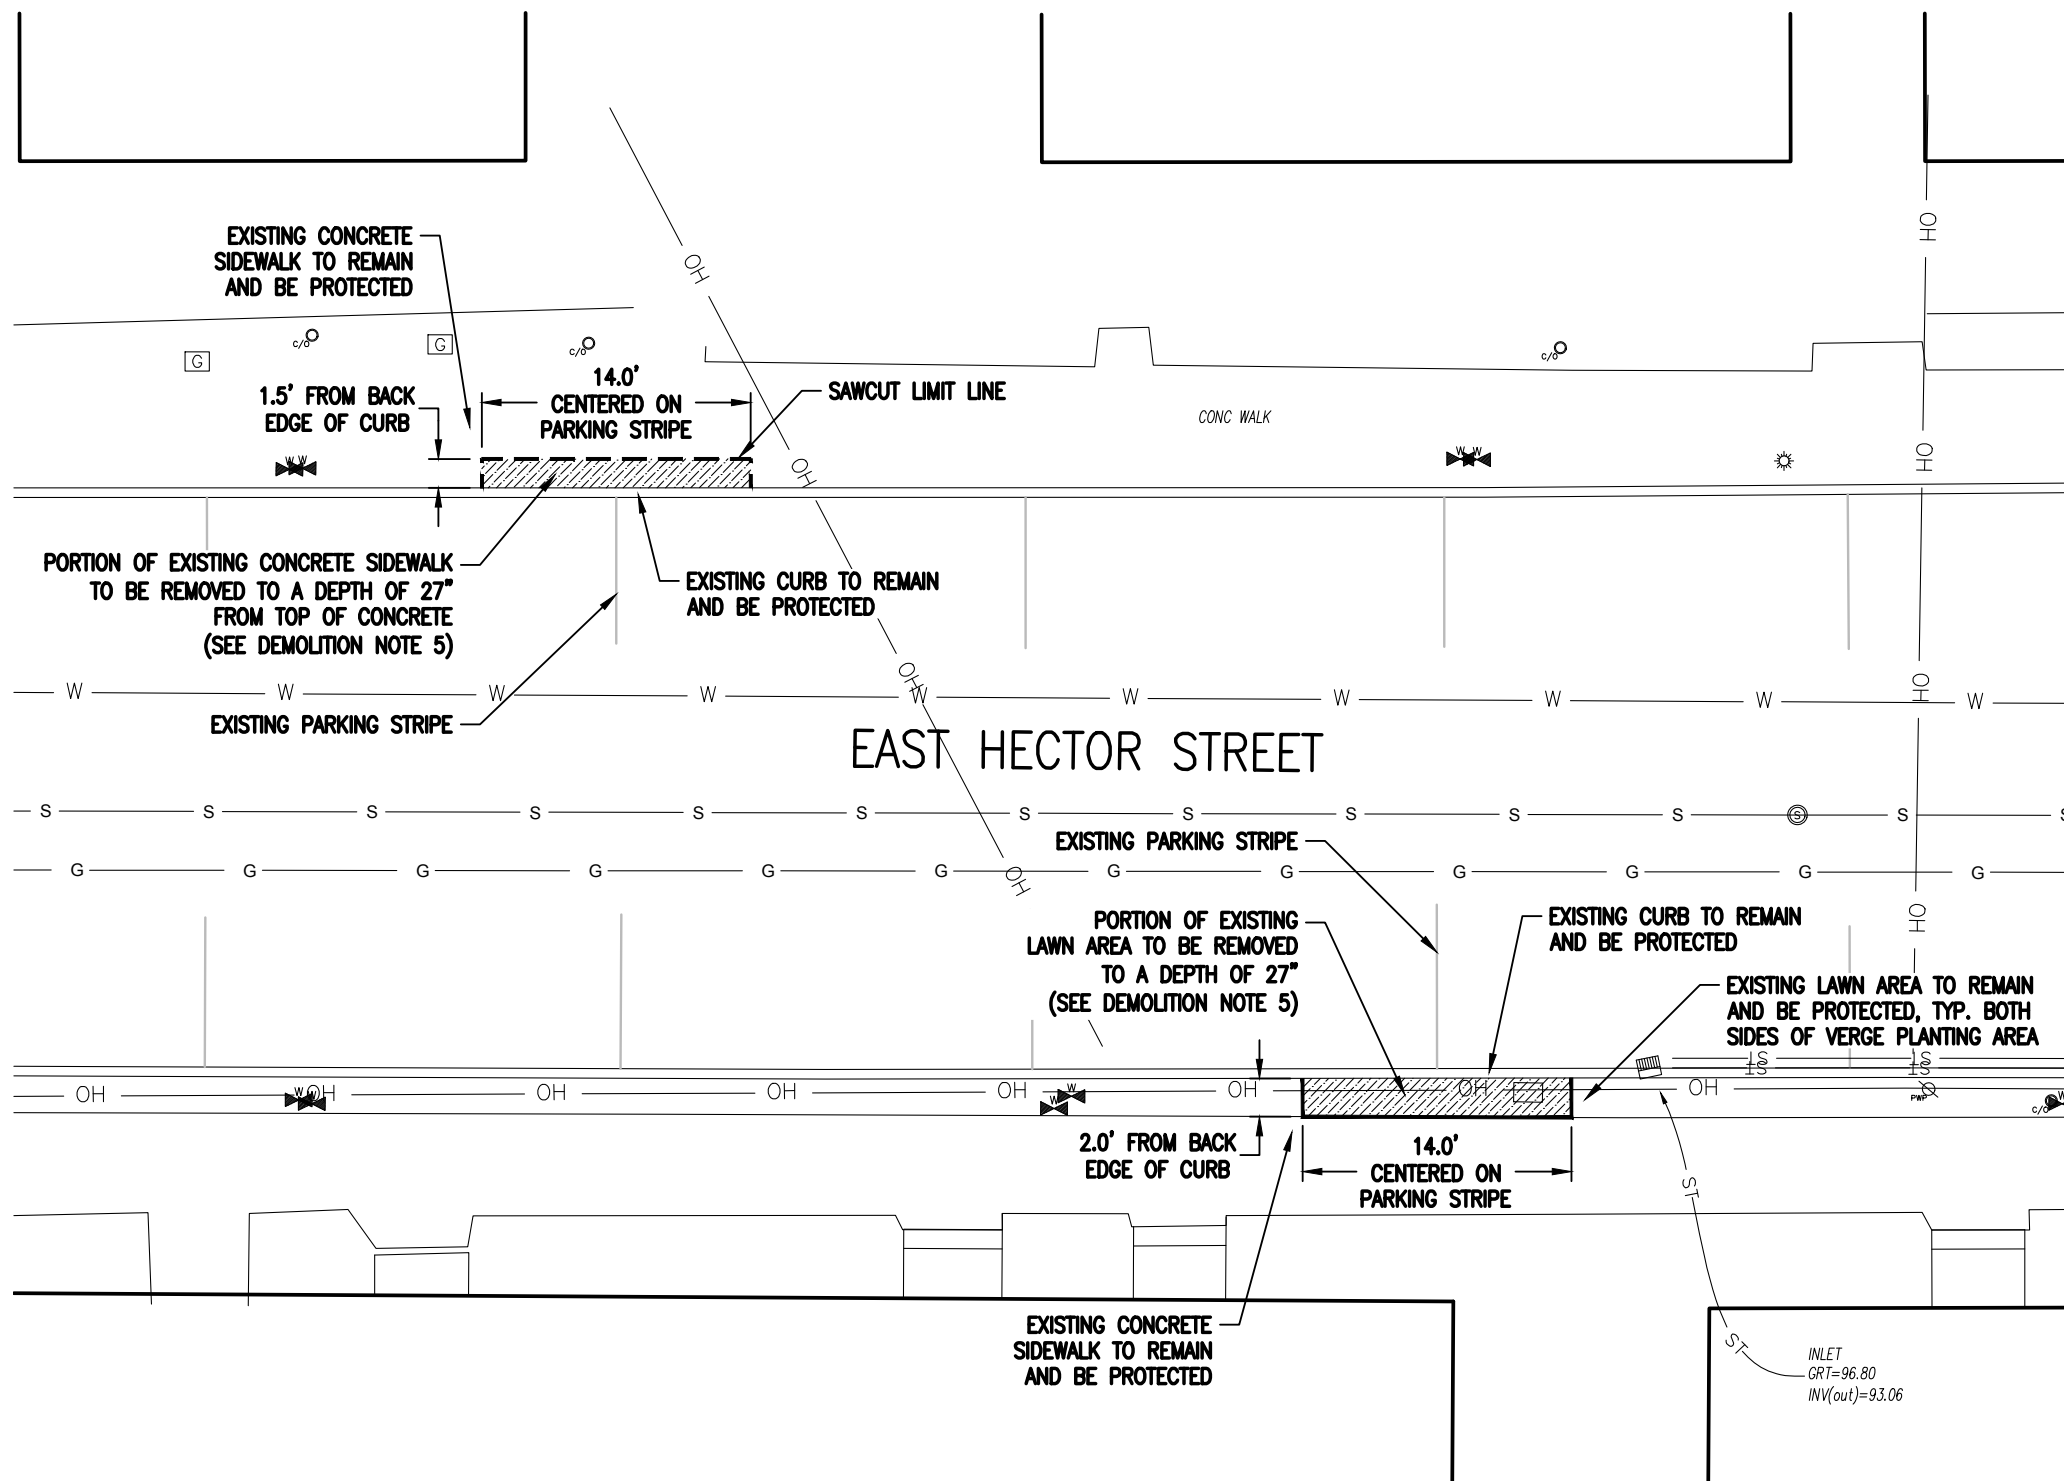 OH
OH
EXISTING CONCRETE
SIDEWALK TO REMAIN
AND BE PROTECTED
OH
c/o
G
G
c/o
c/o
1.5' FROM BACK
EDGE OF CURB
14.0'
CENTERED ON
PARKING STRIPE
SAWCUT LIMIT LINE
CONC WALK
W W
OH
W W
OH
PORTION OF EXISTING CONCRETE SIDEWALK
TO BE REMOVED TO A DEPTH OF 27"
FROM TOP OF CONCRETE
(SEE DEMOLITION NOTE 5)
EXISTING CURB TO REMAIN
AND BE PROTECTED
OH
OH
W W W W W W W W W W
EXISTING PARKING STRIPE
EAST HECTOR STREET
S S S S S S S S S S S S S S
EXISTING PARKING STRIPE
G G G G G G G G G G G G
OH
OH
PORTION OF EXISTING
LAWN AREA TO BE REMOVED
TO A DEPTH OF 27"
(SEE DEMOLITION NOTE 5)
EXISTING CURB TO REMAIN
AND BE PROTECTED
EXISTING LAWN AREA TO REMAIN
AND BE PROTECTED, TYP. BOTH
SIDES OF VERGE PLANTING AREA
ST ST
ST ST
OH W W OH OH OH OH W W OH OH OH
PWP
c/o W
2.0' FROM BACK
EDGE OF CURB
14.0'
CENTERED ON
PARKING STRIPE
ST
EXISTING CONCRETE
SIDEWALK TO REMAIN
AND BE PROTECTED
ST
INLET
GRT=96.80
INV(out)=93.06